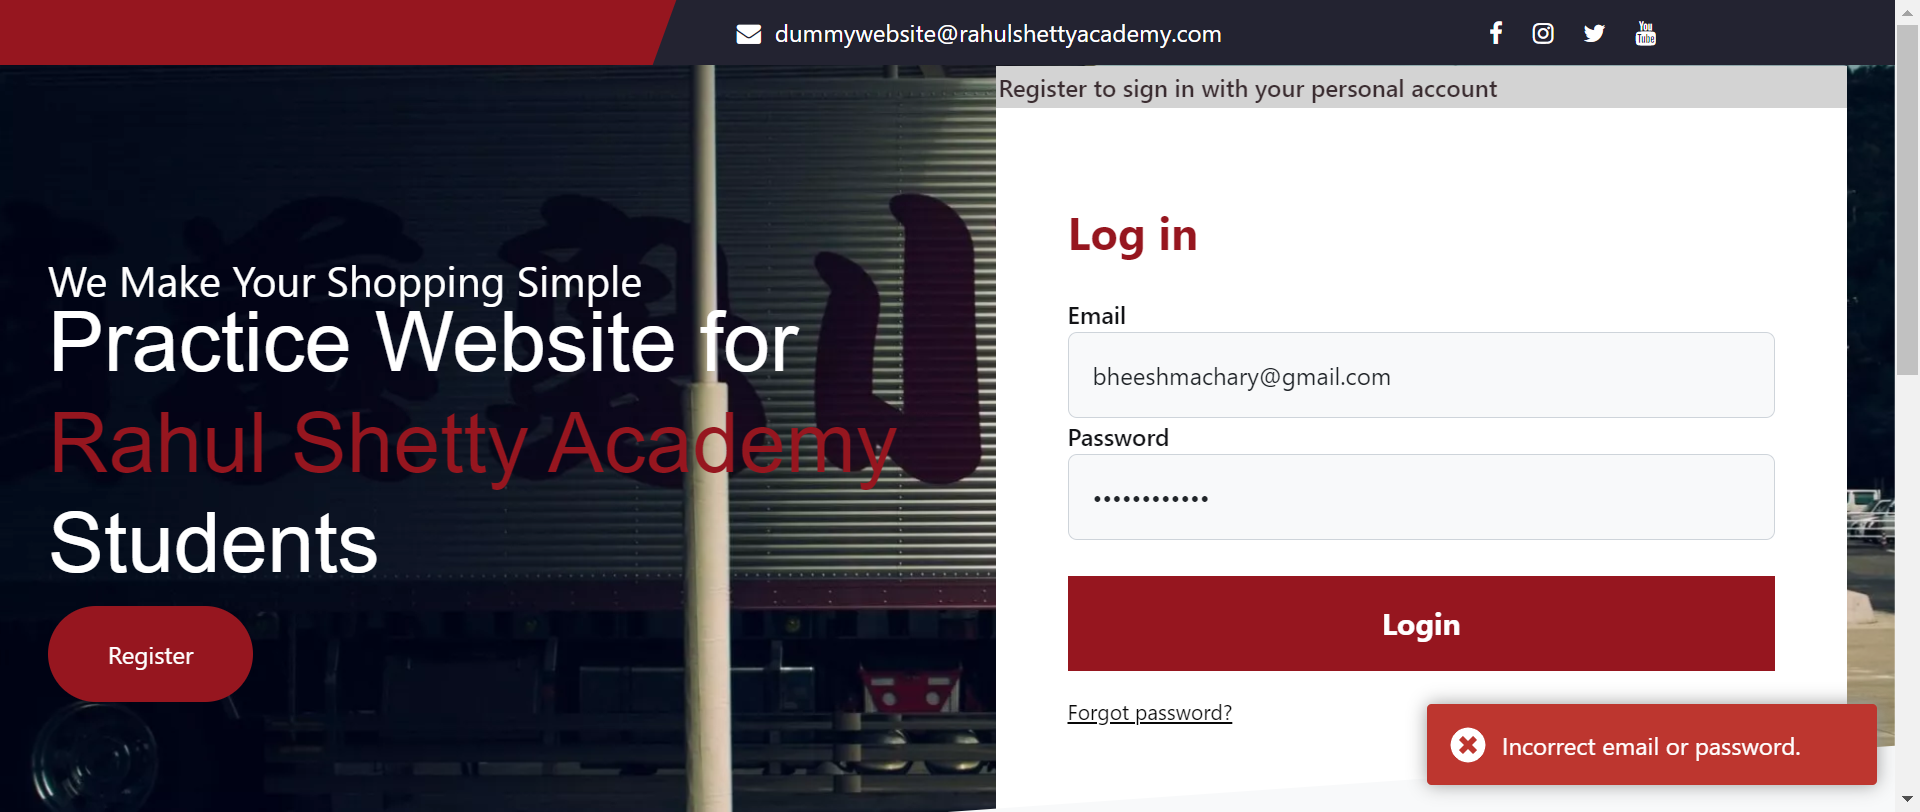 dummywebsite@rahulshettyacademy.com
You
Tube
Register to sign in with your personal account
We Make Your Shopping Simple
Practice Website for
Rahul Shetty Academy
Students
Register
Log in
Email
bheeshmachary@gmail.com
Password
••••••••••••
Login
Forgot password?
Incorrect email or password.